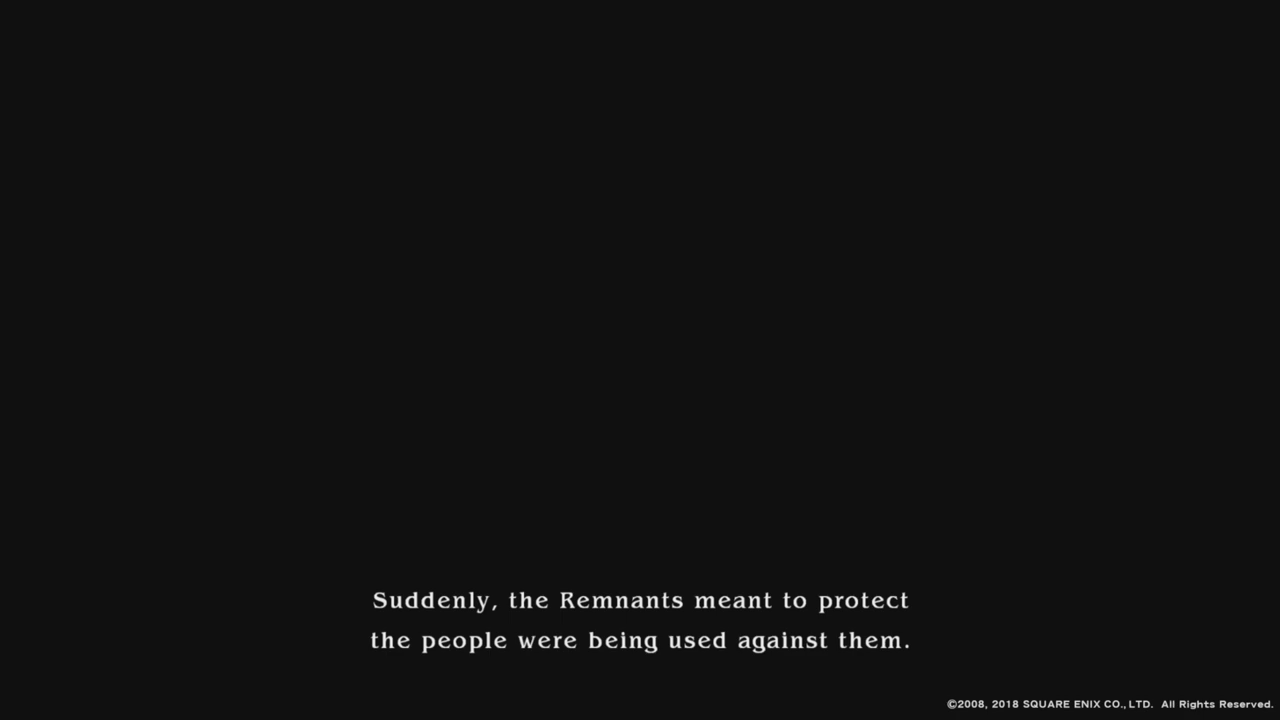 Suddenly, the Remnants meant to protect
the people were being used against them.
©2008, 2018 SQUARE ENIX CO., LTD. All Rights Reserved.